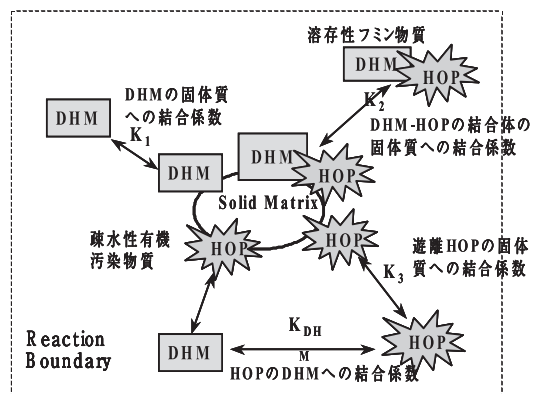 溶存性フミン物質
DHM
HOP
DHMの固体質
への結合係数
K1
DHM
K2
DHM-HOPの結合体の
固体質への結合係数
DHM
DHM
HOP
Solid Matrix
疎水性有機
汚染物質
HOP
HOP
遊離HOPの固体
質への結合係数
K3
Reaction
Boundary
DHM
KDH
M
HOP
HOPのDHMへの結合係数